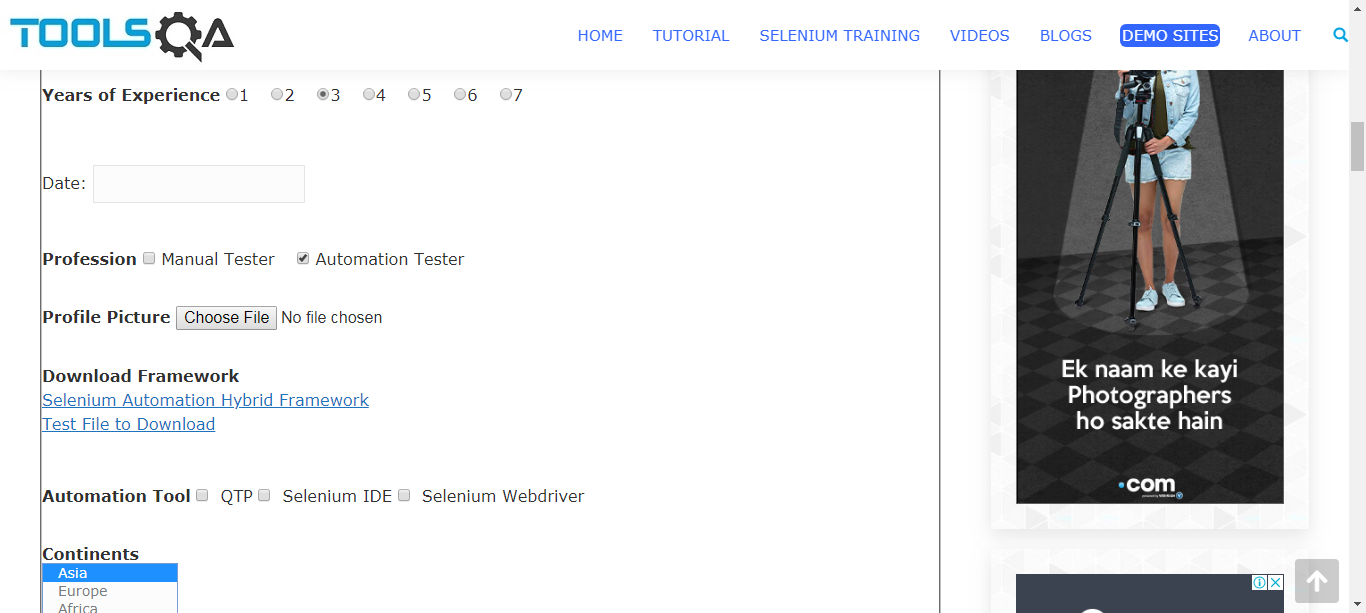 TOOLSQA
HOME TUTORIAL SELENIUM TRAINING VIDEOS BLOGS DEMO SITES ABOUT
Years of Experience 1 2 3 4 5 6 7
Date:
Profession Manual Tester Automation Tester
Profile Picture Choose File No file chosen
Download Framework
Selenium Automation Hybrid Framework
Test File to Download
Automation Tool QTP Selenium IDE Selenium Webdriver
Continents
Asia
Europe
Africa
Ek naam ke kayi
Photographers
ho sakte hain
.com